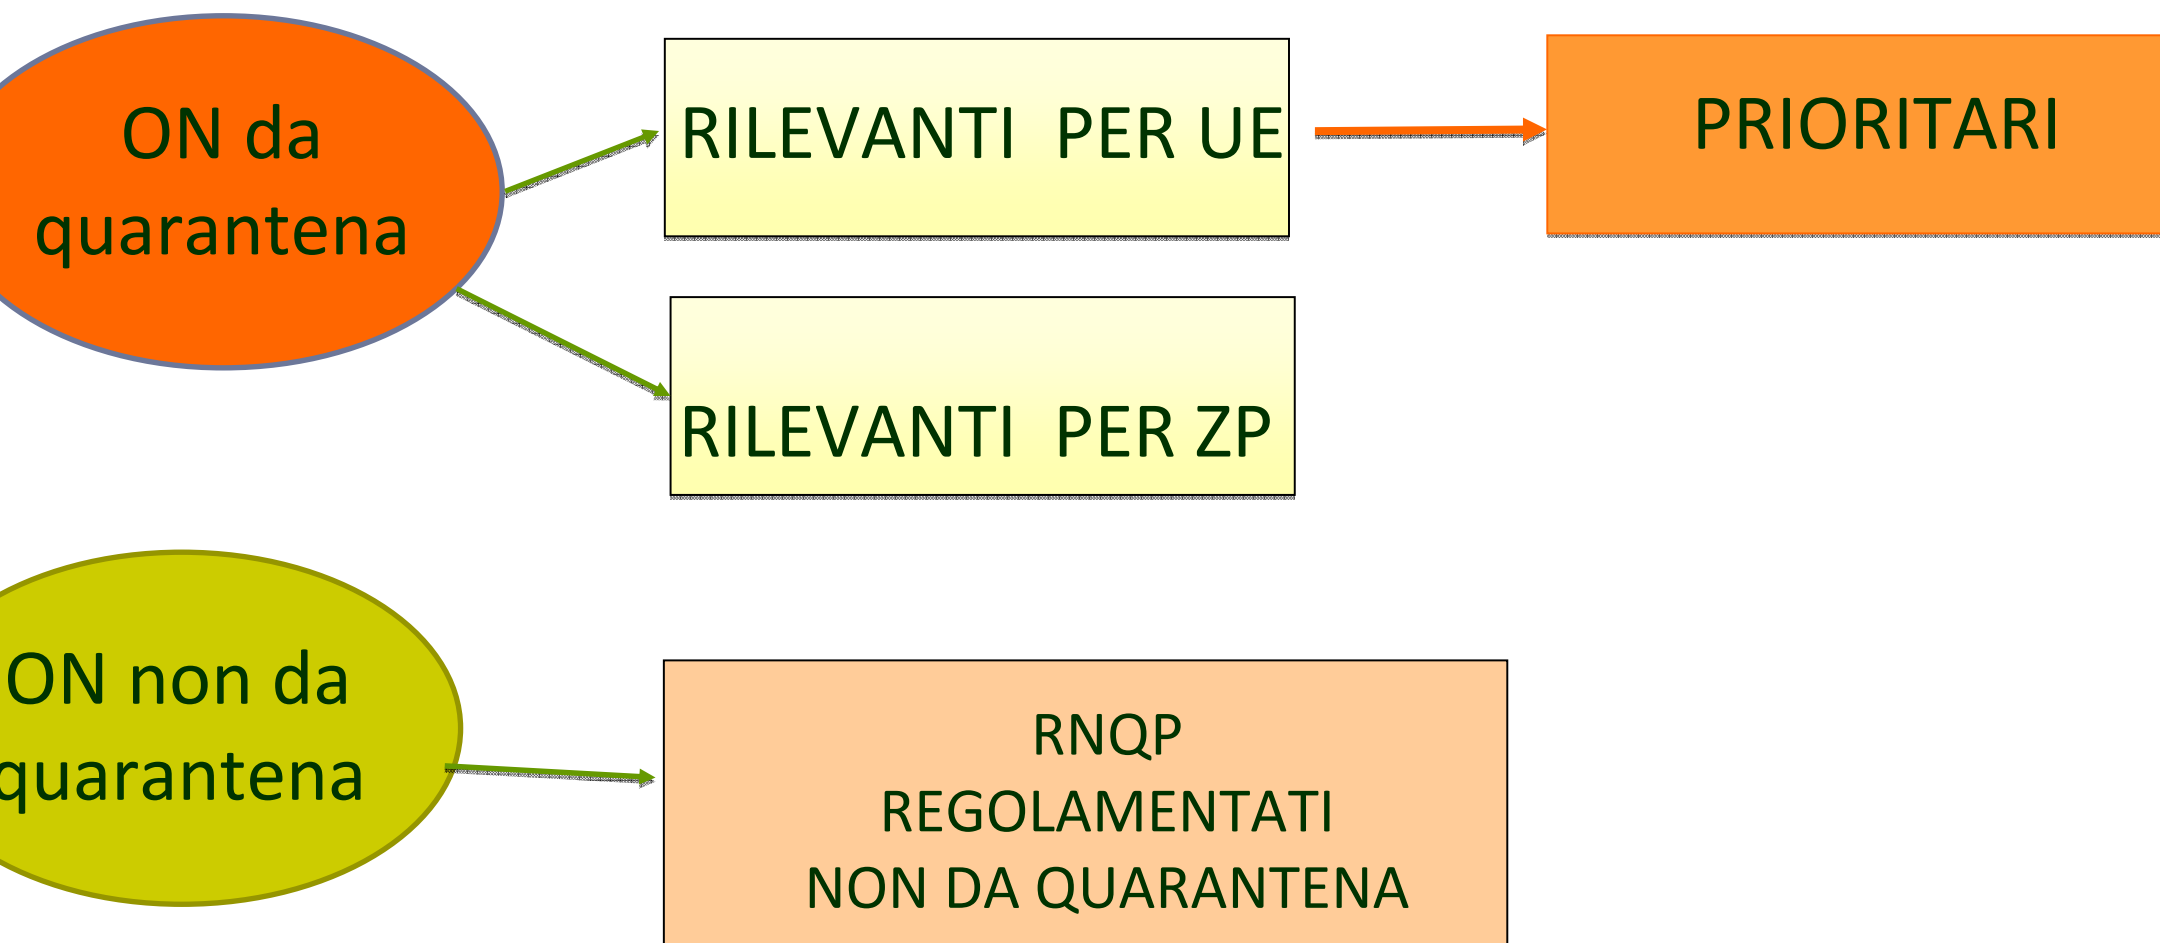 ON da
quarantena
RILEVANTI PER UE
PRIORITARI
RILEVANTI PER ZP
ON non da
quarantena
RNQP
REGOLAMENTATI
NON DA QUARANTENA